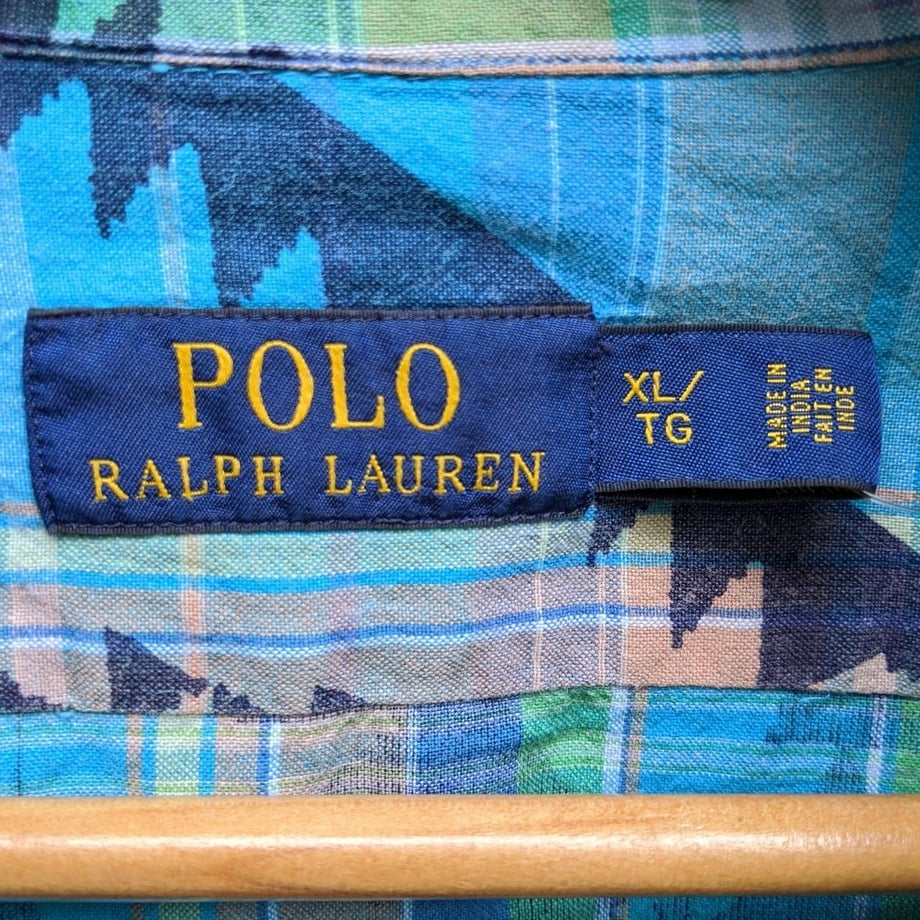 POLO
RALPH LAUREN
XL/
TG
MADE IN
INDIA
FAIT EN
INDE